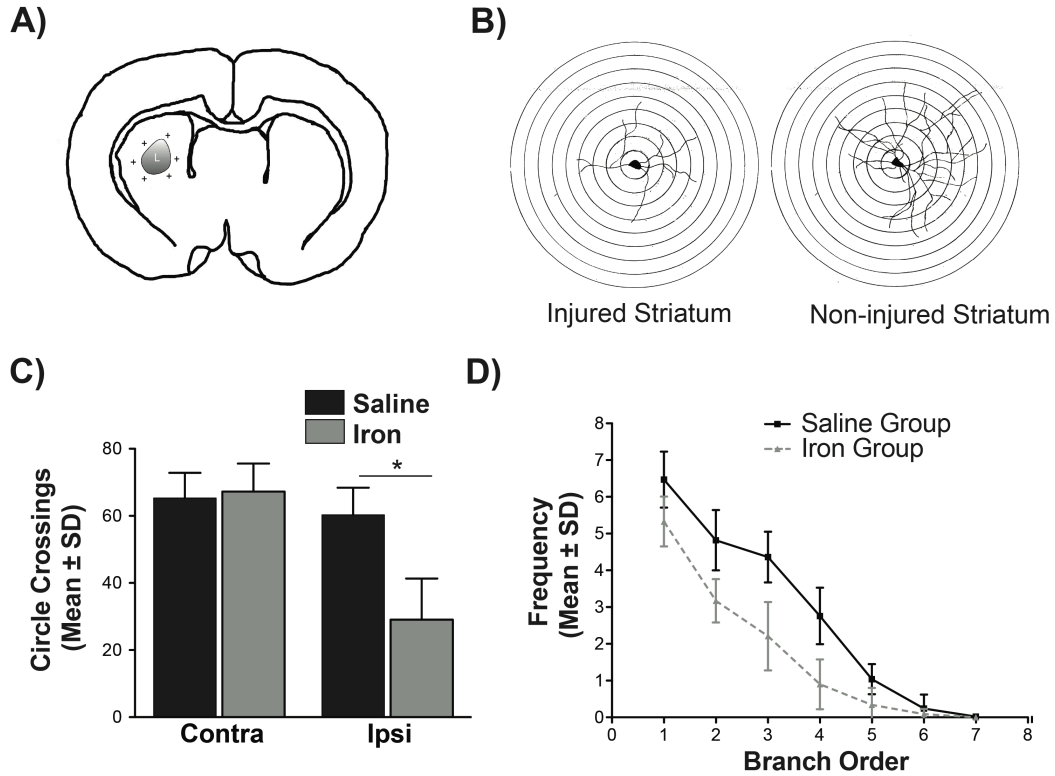 A)
B)
L
+
+
+
+
+
+
Injured Striatum
Non-injured Striatum
C)
D)
Saline
Iron
Circle Crossings
(Mean ± SD)
80
60
40
20
0
*
Contra
Ipsi
Saline Group
Iron Group
Frequency
(Mean ± SD)
8
7
6
5
4
3
2
1
0
0 1 2 3 4 5 6 7 8
Branch Order